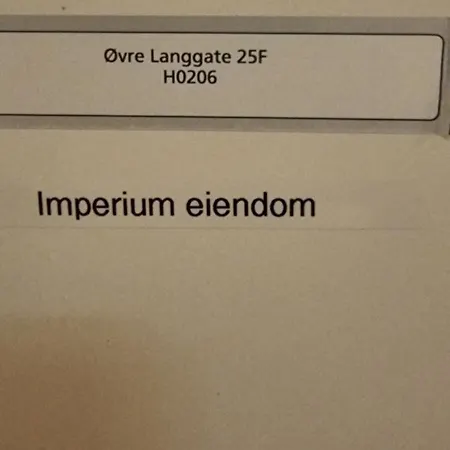 Øvre Langgate 25F
H0206
Imperium eiendom